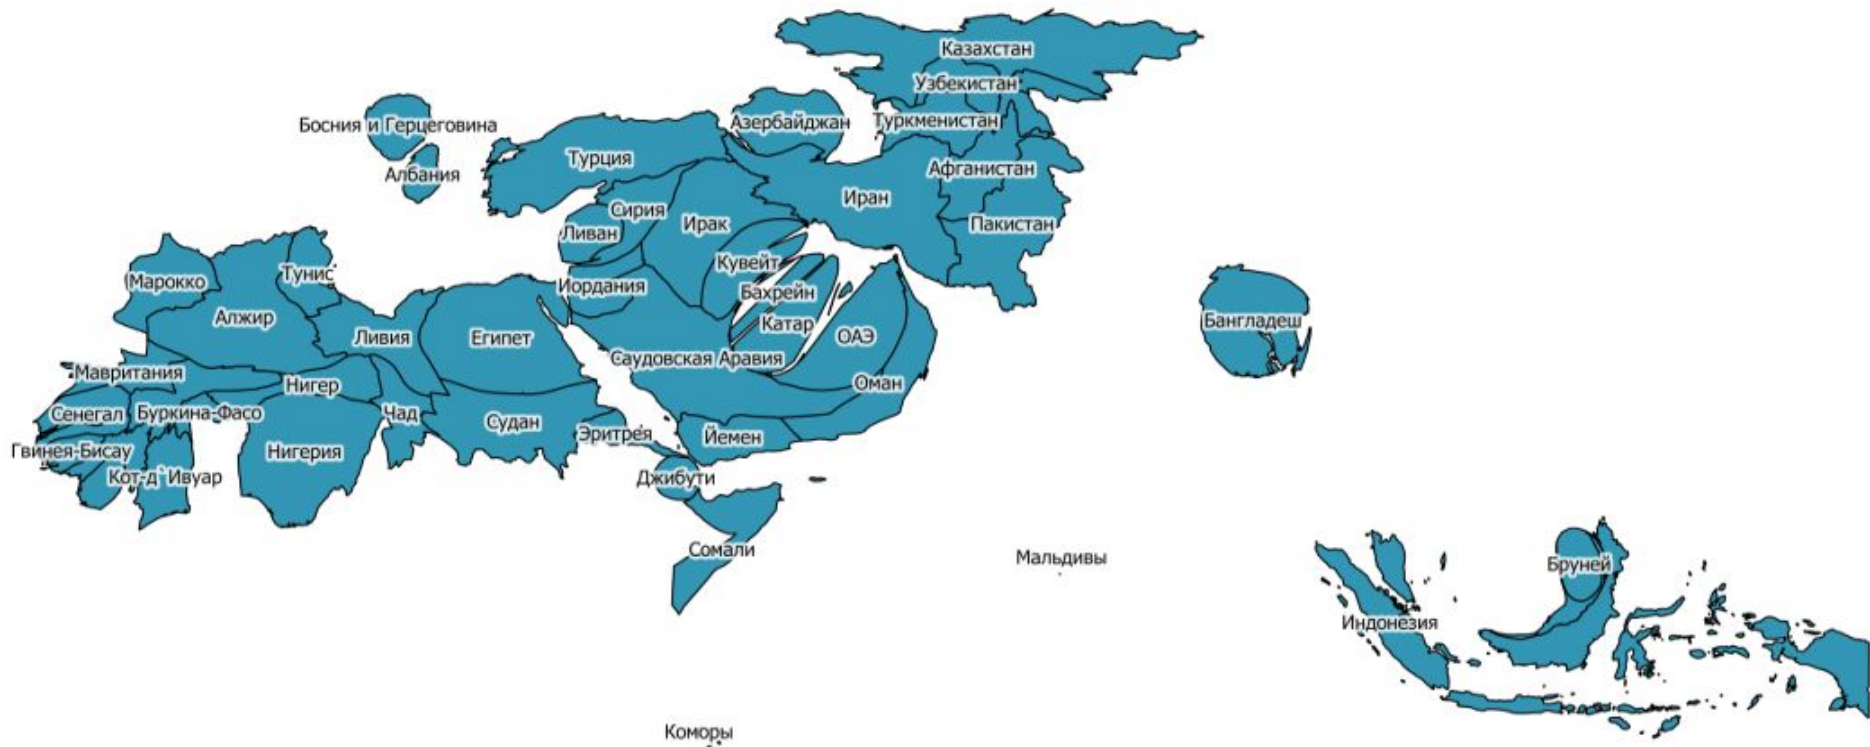 Казахстан
Узбекистан
Туркменистан
Азербайджан
Босния и Герцеговина
Албания
Турция
Афганистан
Иран
Пакистан
Сирия
Ирак
Ливан
Кувейт
Марокко
Тунис
Иордания
Бахрейн
Алжир
Катар
Бангладеш
Ливия
Египет
ОАЭ
Саудовская Аравия
Мавритания
Нигер
Оман
Сенегал
Буркина-Фасо
Чад
Судан
Эритрея
Йемен
Гвинея-Бисау
Нигерия
Кот-д`Ивуар
Джибути
Сомали
Мальдивы
Бруней
Индонезия
Коморы